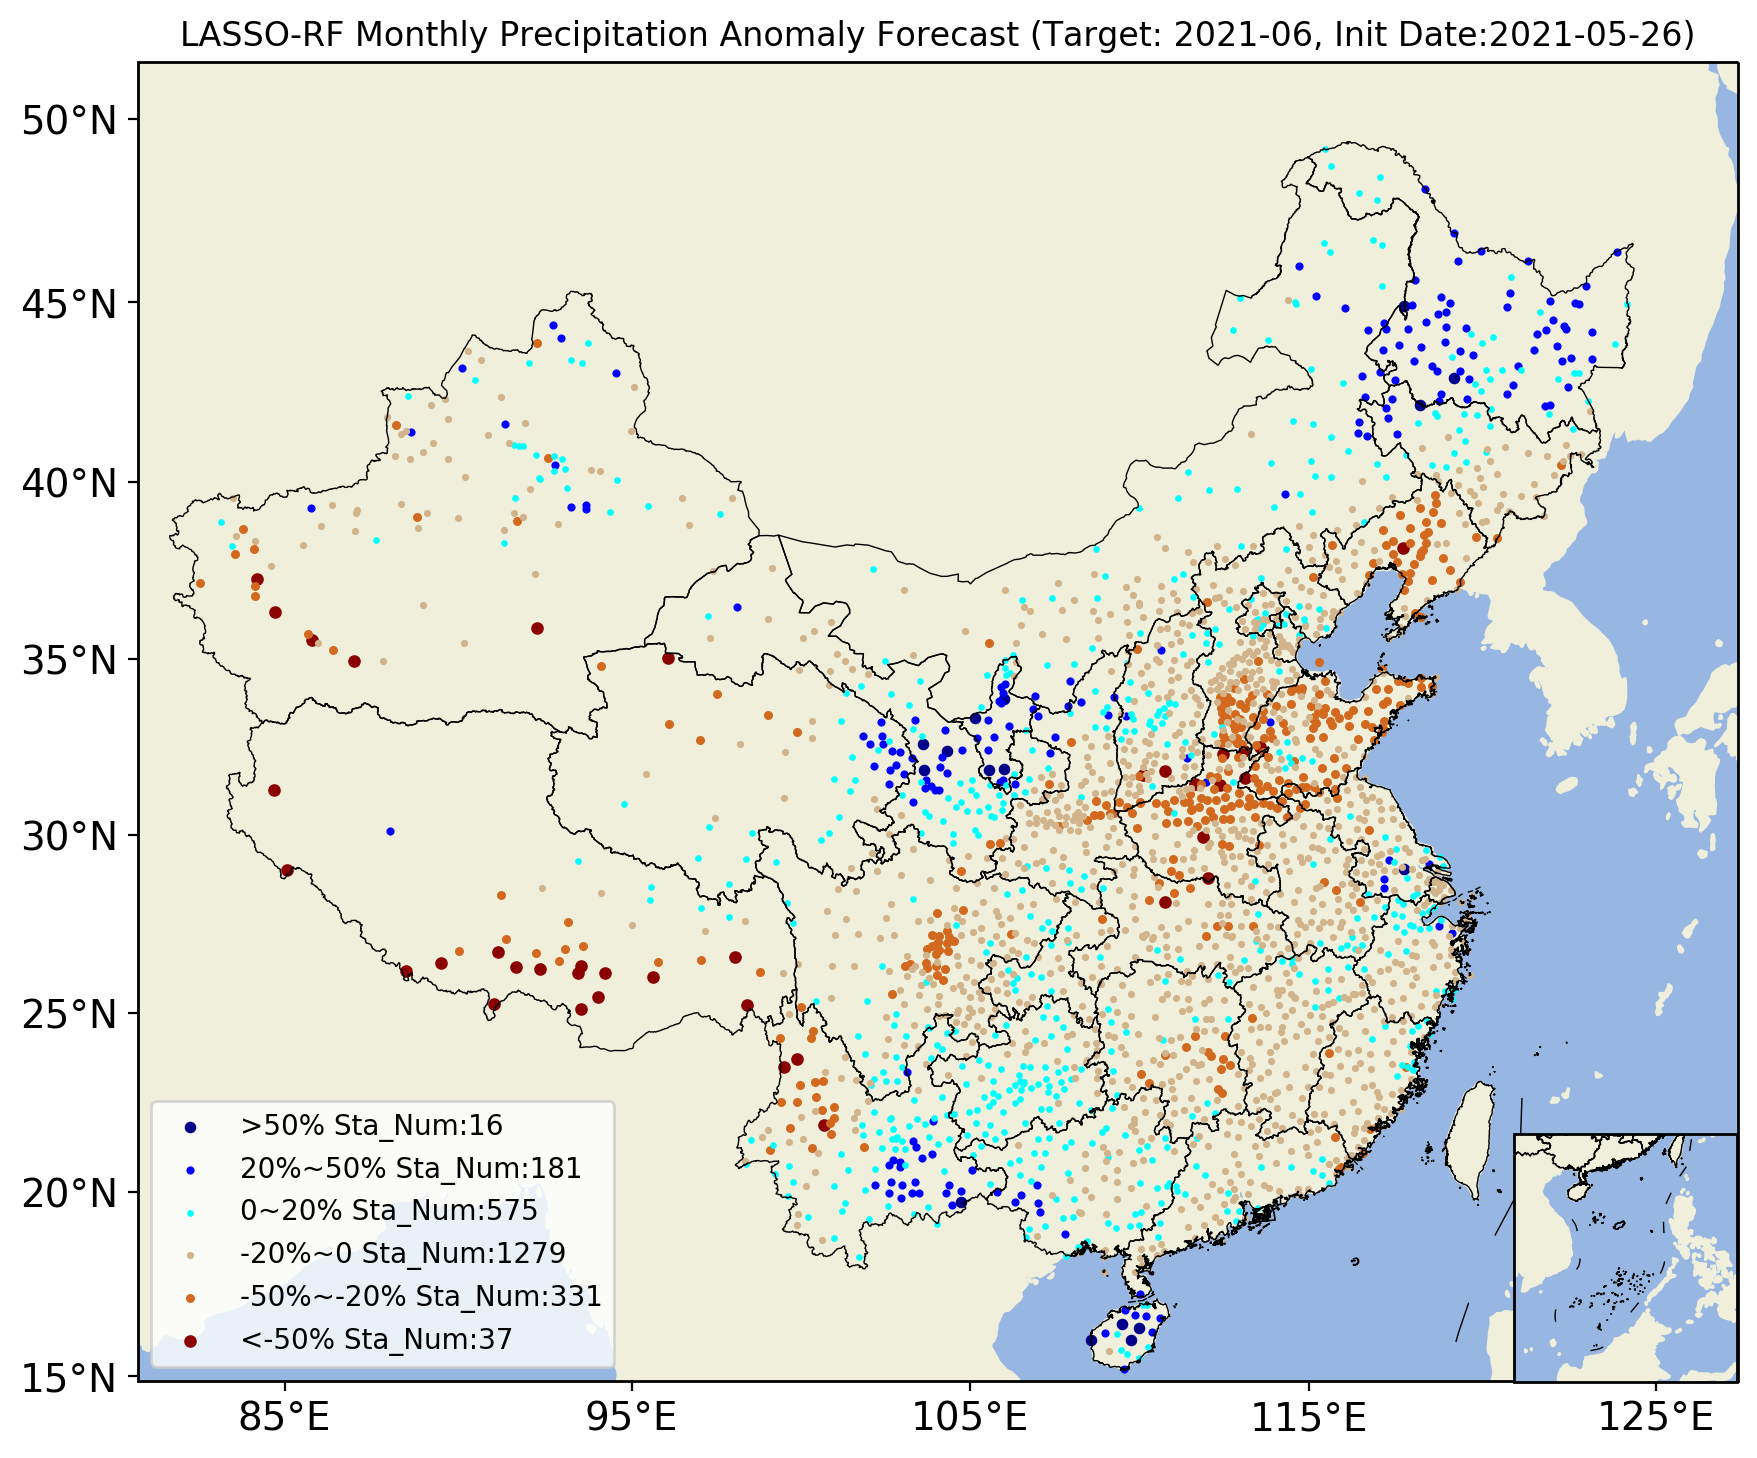 LASSO-RF Monthly Precipitation Anomaly Forecast (Target: 2021-06, Init Date:2021-05-26)
50°N
45°N
40°N
35°N
30°N
25°N
20°N
15°N
>50% Sta_Num:16
20%~50% Sta_Num:181
0~20% Sta_Num:575
-20%~0 Sta_Num:1279
-50%~-20% Sta_Num:331
<-50% Sta_Num:37
85°E
95°E
105°E
115°E
125°E